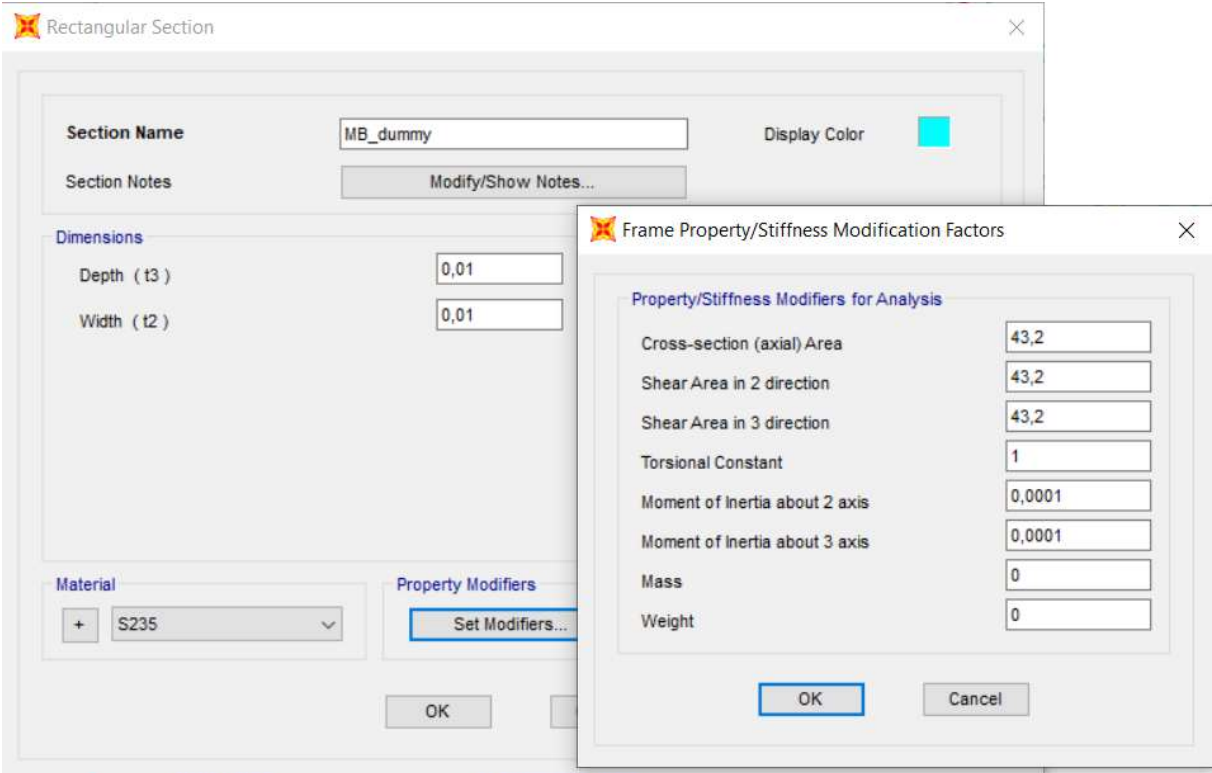 Rectangular Section
Section Name MB_dummy Display Color
Section Notes Modify/Show Notes...
Dimensions
Depth ( t3 ) 0,01
Width ( t2 ) 0,01
Material
+ S235
Property Modifiers
Set Modifiers...
OK
Frame Property/Stiffness Modification Factors
Property/Stiffness Modifiers for Analysis
Cross-section (axial) Area 43,2
Shear Area in 2 direction 43,2
Shear Area in 3 direction 43,2
Torsional Constant 1
Moment of Inertia about 2 axis 0,0001
Moment of Inertia about 3 axis 0,0001
Mass 0
Weight 0
OK Cancel